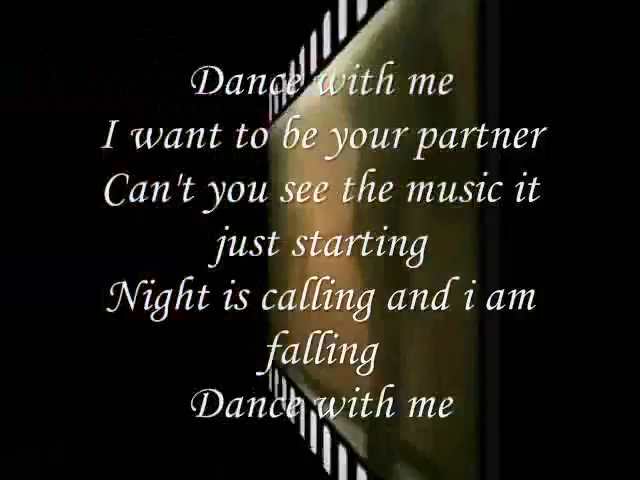 Dance with me
I want to be your partner
Can't you see the music it
just starting
Night is calling and i am
falling
Dance with me